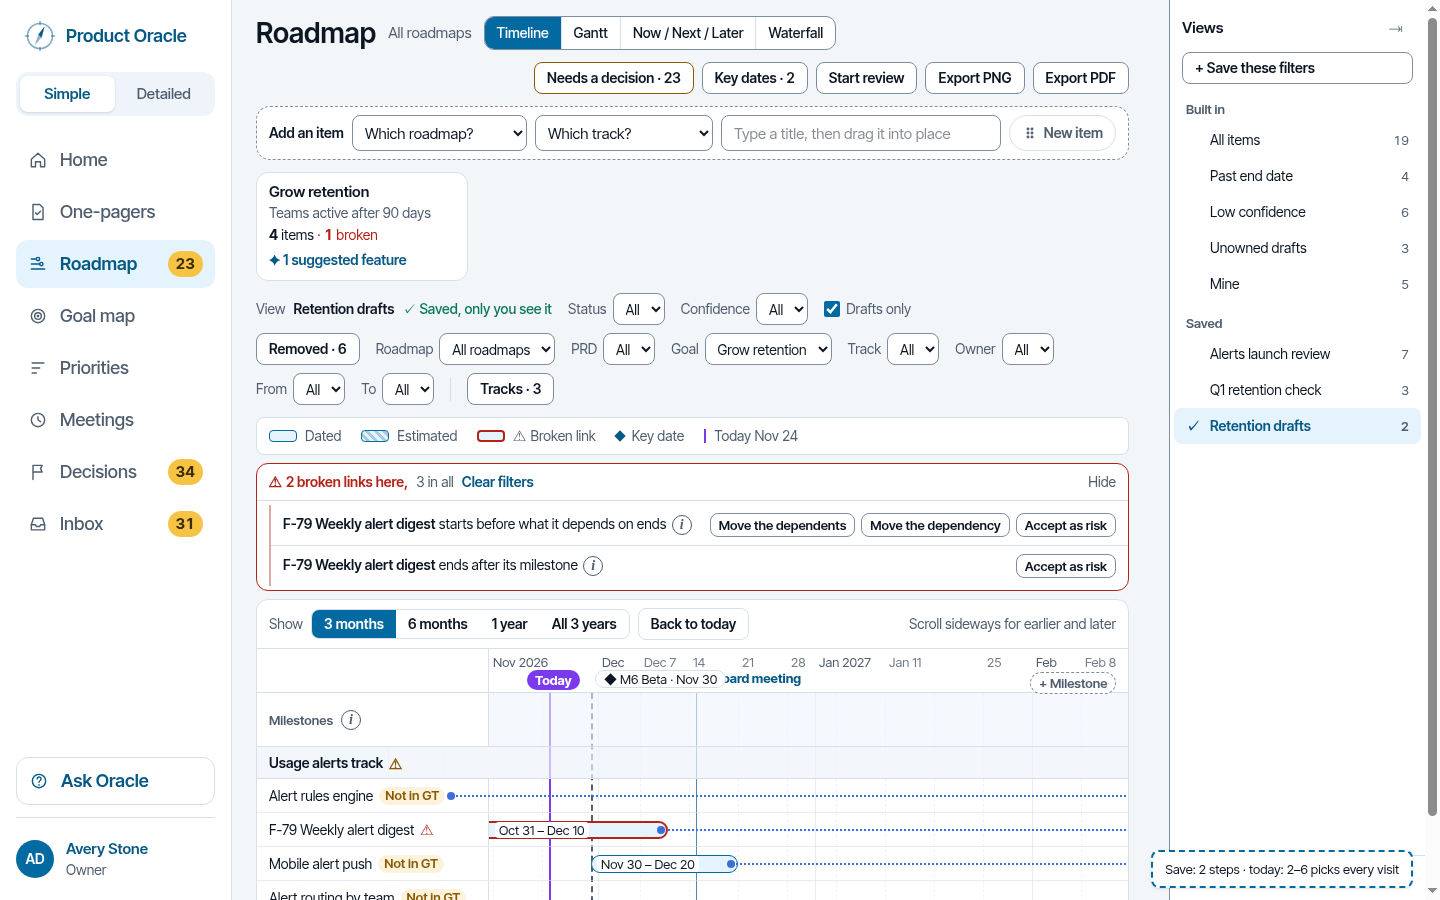 Product Oracle
Simple
Detailed
Home
One-pagers
Roadmap
23
Goal map
Priorities
Meetings
Decisions
34
Inbox
31
Ask Oracle
AD
Avery Stone
Owner
Roadmap
All roadmaps
Timeline
Gantt
Now / Next / Later
Waterfall
Needs a decision · 23
Key dates · 2
Start review
Export PNG
Export PDF
Add an item
Which roadmap?
Which track?
Type a title, then drag it into place
New item
Grow retention
Teams active after 90 days
4 items · 1 broken
1 suggested feature
View Retention drafts ✓ Saved, only you see it
Status All
Confidence All
Drafts only
Removed · 6
Roadmap All roadmaps
PRD All
Goal Grow retention
Track All
Owner All
From All
To All
Tracks · 3
Dated
Estimated
⚠ Broken link
Key date
Today Nov 24
⚠ 2 broken links here, 3 in all Clear filters
Hide
F-79 Weekly alert digest starts before what it depends on ends i
Move the dependents
Move the dependency
Accept as risk
F-79 Weekly alert digest ends after its milestone i
Accept as risk
Show
3 months
6 months
1 year
All 3 years
Back to today
Scroll sideways for earlier and later
Nov 2026
Dec
Dec 7
14
21
28
Jan 2027
Jan 11
25
Feb
Feb 8
Today
◆ M6 Beta · Nov 30
ard meeting
+ Milestone
Milestones i
Usage alerts track ⚠
Alert rules engine Not in GT
F-79 Weekly alert digest ⚠
Oct 31 – Dec 10
Mobile alert push Not in GT
Nov 30 – Dec 20
Alert routing by team Not in GT
Views
⇥
+ Save these filters
Built in
All items 19
Past end date 4
Low confidence 6
Unowned drafts 3
Mine 5
Saved
Alerts launch review 7
Q1 retention check 3
✓ Retention drafts 2
Save: 2 steps · today: 2–6 picks every visit